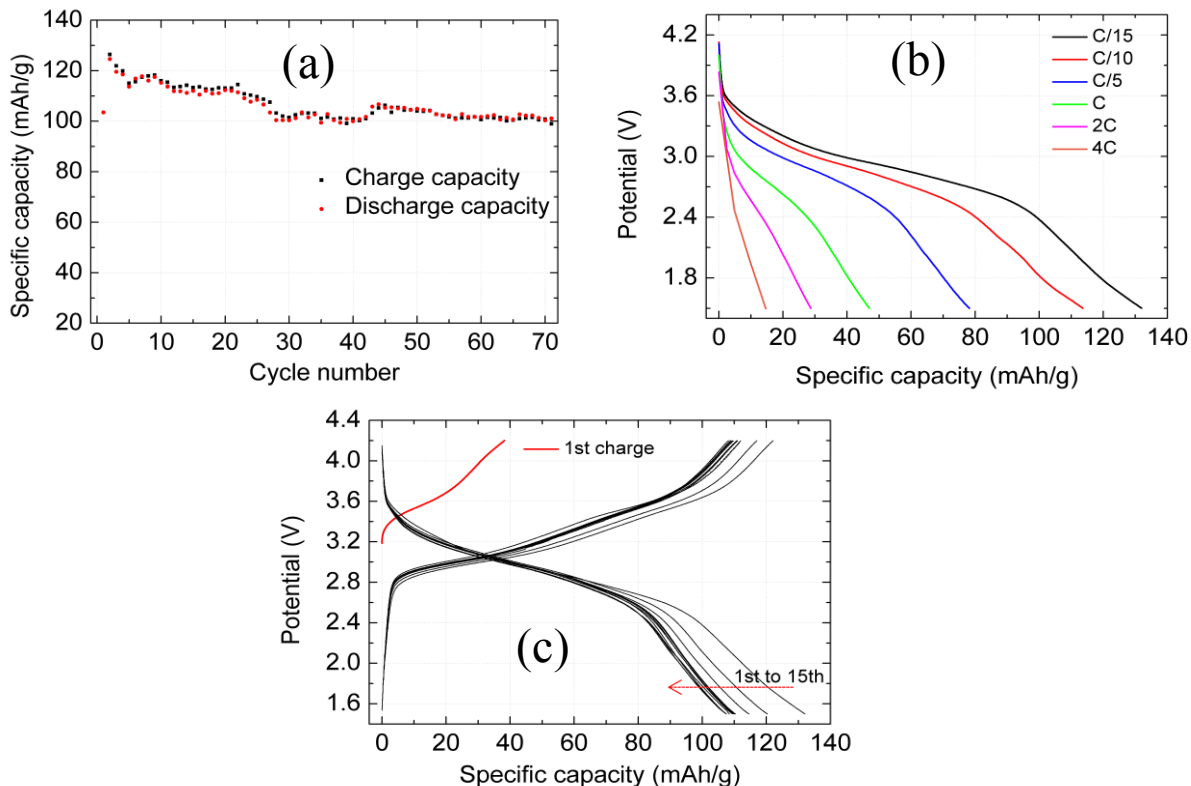 (a)
Specific capacity (mAh/g)
140
120
100
80
60
40
20
Charge capacity
Discharge capacity
0
10
20
30
40
50
60
70
Cycle number
(b)
Potential (V)
4.2
3.6
3.0
2.4
1.8
C/15
C/10
C/5
C
2C
4C
0
20
40
60
80
100
120
140
Specific capacity (mAh/g)
(c)
Potential (V)
4.4
4.0
3.6
3.2
2.8
2.4
2.0
1.6
1st charge
1st to 15th
0
20
40
60
80
100
120
140
Specific capacity (mAh/g)